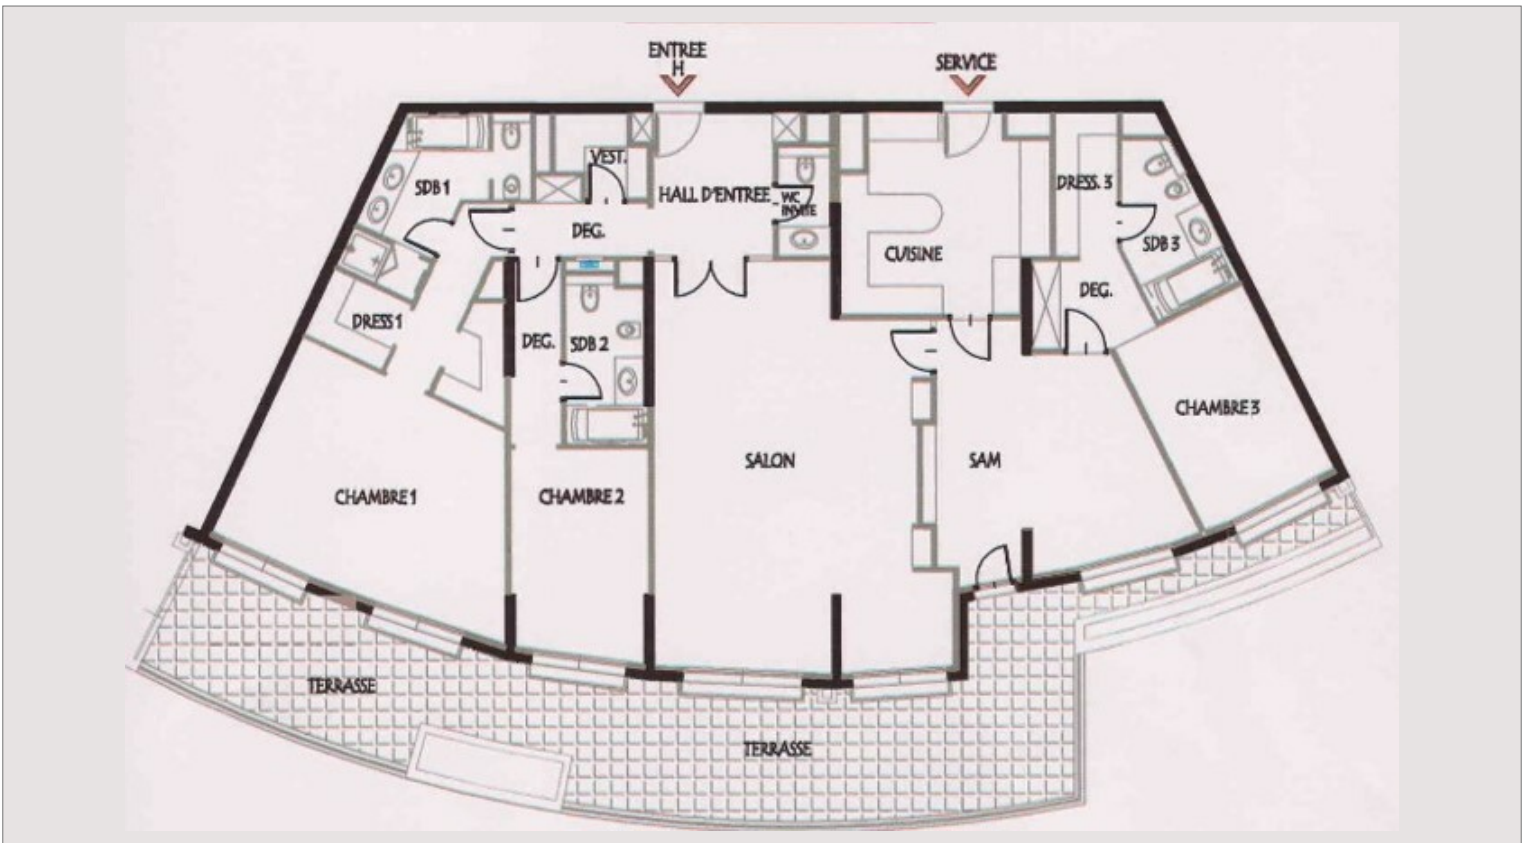 ENTREE
H
SERVICE
VEST.
SDB 1
HALL D'ENTREE
WC
INVITE
DRESS. 3
DEG.
CUISINE
SDB 3
DEG.
DRESS 1
DEG.
SDB 2
CHAMBRE 3
SALON
SAM
CHAMBRE 1
CHAMBRE 2
TERRASSE
TERRASSE